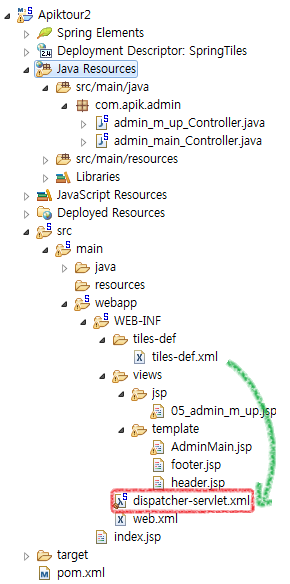 Apiktour2
Spring Elements
Deployment Descriptor: SpringTiles
Java Resources
src/main/java
com.apik.admin
admin_m_up_Controller.java
admin_main_Controller.java
src/main/resources
Libraries
JavaScript Resources
Deployed Resources
src
main
java
resources
webapp
WEB-INF
tiles-def
tiles-def.xml
views
jsp
05_admin_m_up.jsp
template
AdminMain.jsp
footer.jsp
header.jsp
dispatcher-servlet.xml
web.xml
index.jsp
target
pom.xml